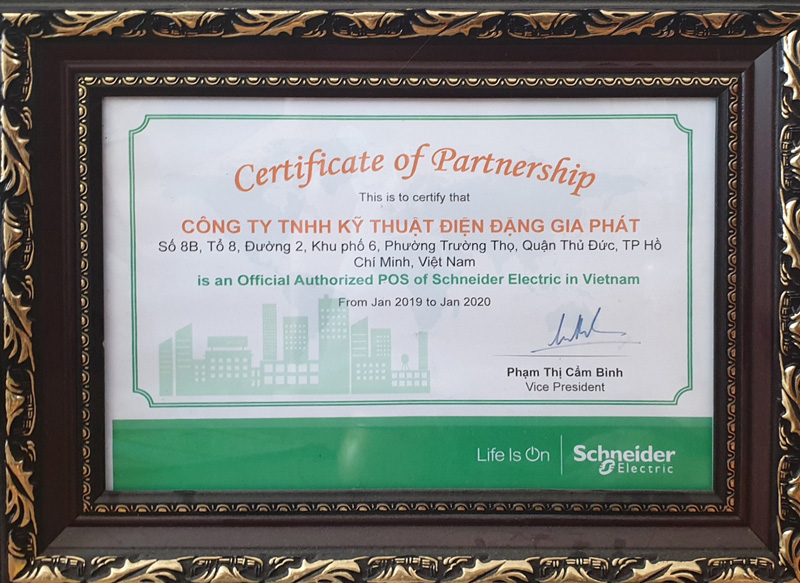 Certificate of Partnership
This is to certify that
CÔNG TY TNHH KỸ THUẬT ĐIỆN ĐẶNG GIA PHÁT
Số 8B, Tổ 8, Đường 2, Khu phố 6, Phường Trường Thọ, Quận Thủ Đức, TP Hồ
Chí Minh, Việt Nam
is an Official Authorized POS of Schneider Electric in Vietnam
From Jan 2019 to Jan 2020
Phạm Thị Cẩm Bình
Vice President
Life Is On
Schneider
Electric